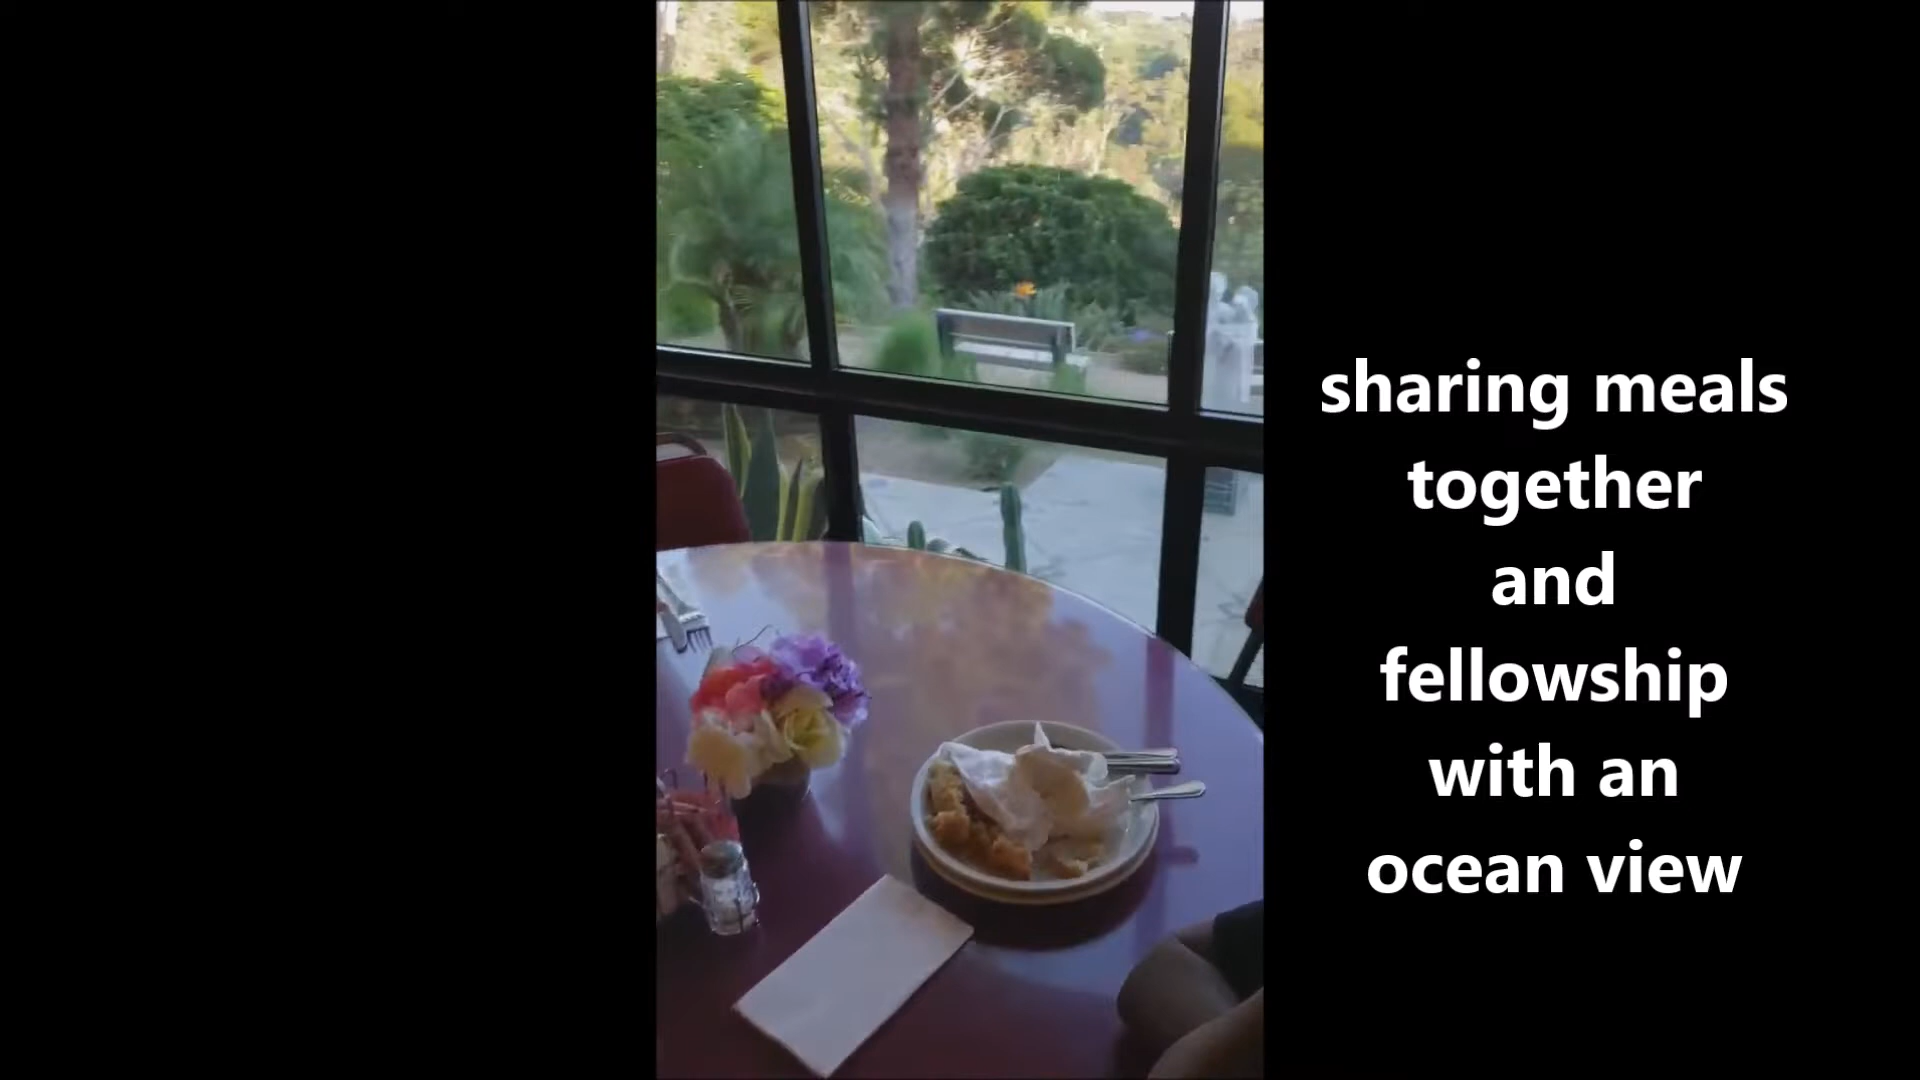 sharing meals
together
and
fellowship
with an
ocean view